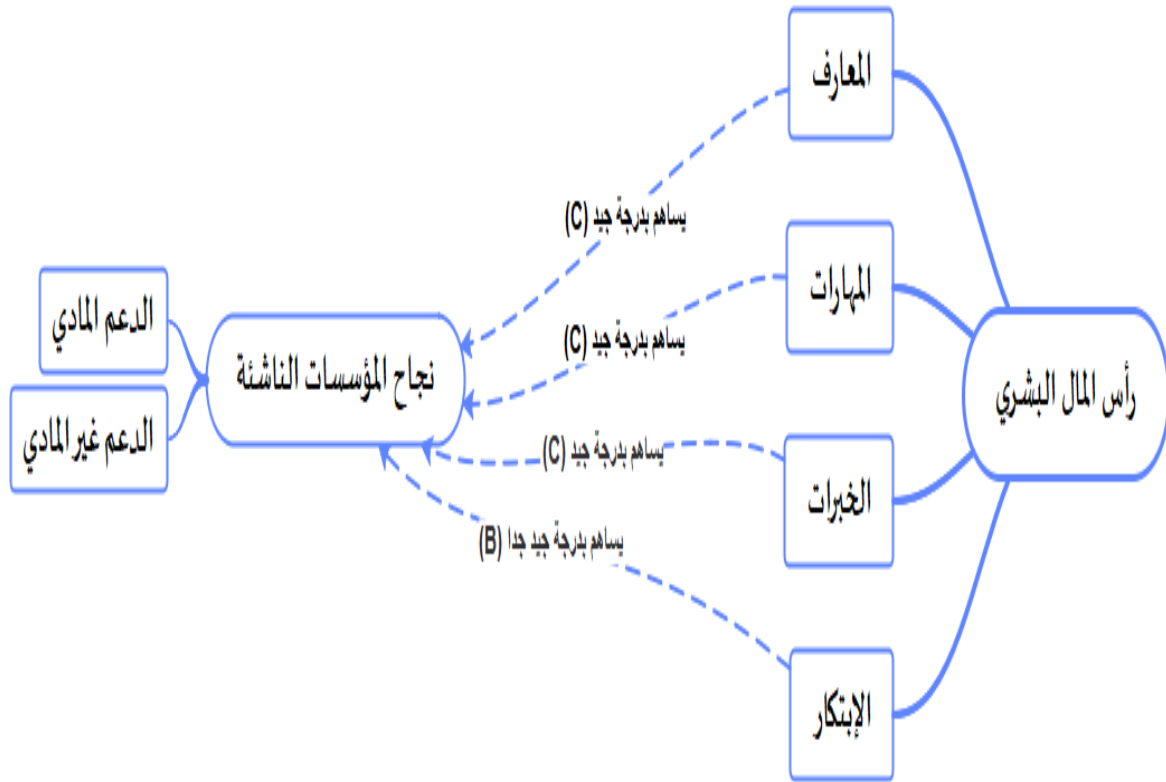 رأس المال البشري
المعارف
المهارات
الخبرات
الإبتكار
يساهم بدرجة جيد (C)
يساهم بدرجة جيد (C)
يساهم بدرجة جيد (C)
يساهم بدرجة جيد جدا (B)
نجاح المؤسسات الناشئة
الدعم المادي
الدعم غير المادي